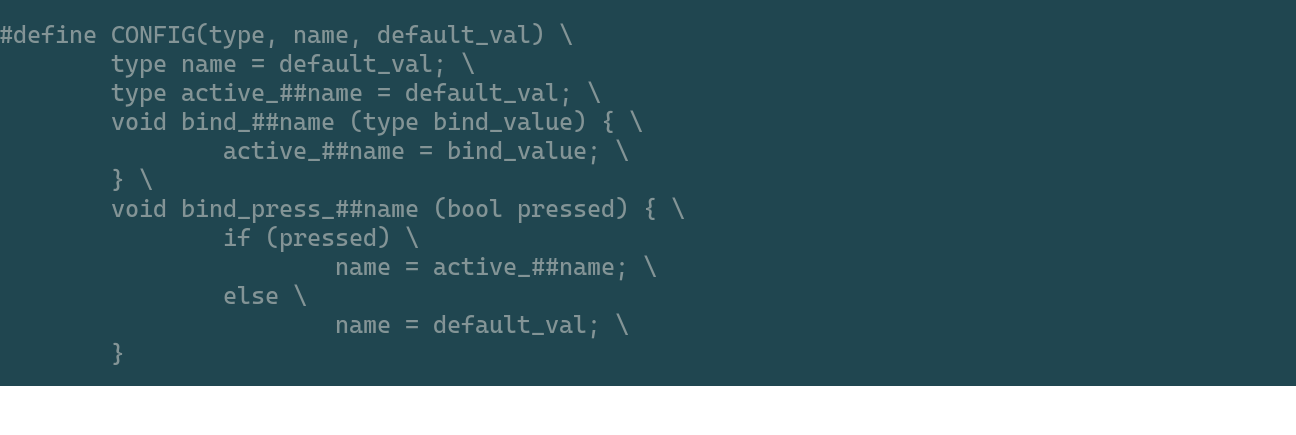 #define CONFIG(type, name, default_val) \
        type name = default_val; \
        type active_##name = default_val; \
        void bind_##name (type bind_value) { \
                active_##name = bind_value; \
        } \
        void bind_press_##name (bool pressed) { \
                if (pressed) \
                        name = active_##name; \
                else \
                        name = default_val; \
        }